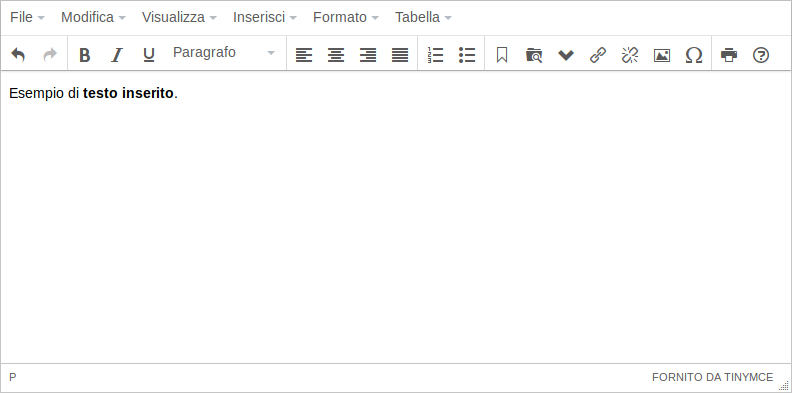 File Modifica Visualizza Inserisci Formato Tabella
B I U Paragrafo Ω ?
Esempio di testo inserito.
P FORNITO DA TINYMCE